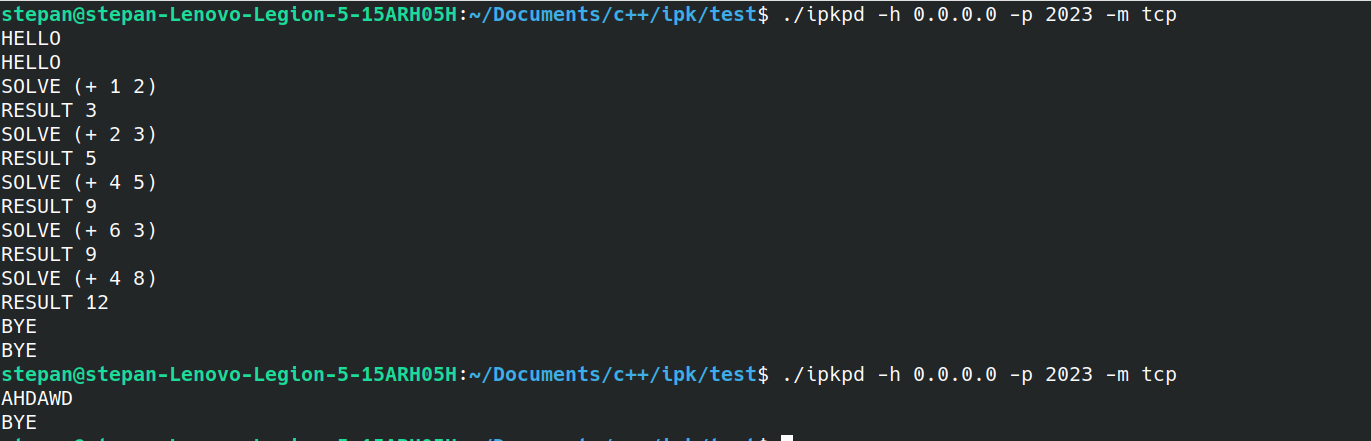 stepan@stepan-Lenovo-Legion-5-15ARH05H:~/Documents/c++/ipk/test$ ./ipkpd -h 0.0.0.0 -p 2023 -m tcp
HELLO
HELLO
SOLVE (+ 1 2)
RESULT 3
SOLVE (+ 2 3)
RESULT 5
SOLVE (+ 4 5)
RESULT 9
SOLVE (+ 6 3)
RESULT 9
SOLVE (+ 4 8)
RESULT 12
BYE
BYE
stepan@stepan-Lenovo-Legion-5-15ARH05H:~/Documents/c++/ipk/test$ ./ipkpd -h 0.0.0.0 -p 2023 -m tcp
AHDAWD
BYE